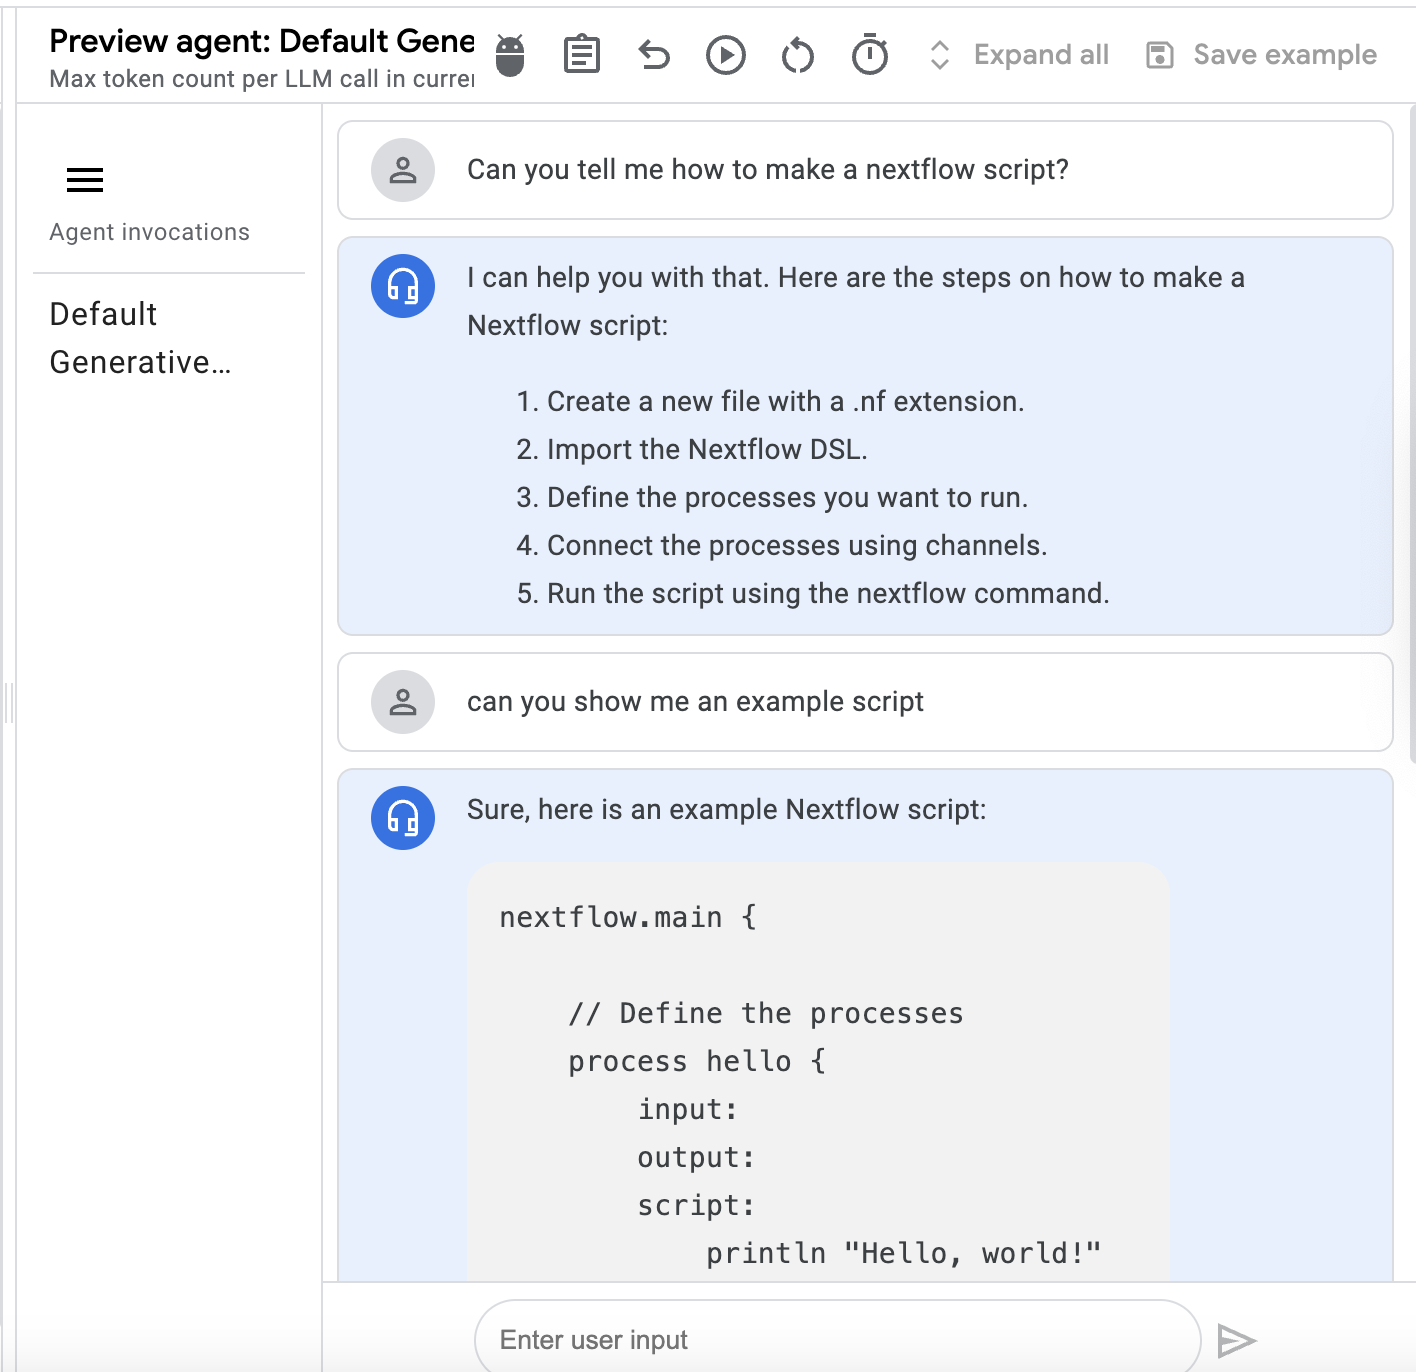 Preview agent: Default Gene
Max token count per LLM call in currer
Expand all
Save example
Agent invocations
Default
Generative...
Can you tell me how to make a nextflow script?
I can help you with that. Here are the steps on how to make a
Nextflow script:
1. Create a new file with a .nf extension.
2. Import the Nextflow DSL.
3. Define the processes you want to run.
4. Connect the processes using channels.
5. Run the script using the nextflow command.
can you show me an example script
Sure, here is an example Nextflow script:
nextflow.main {
// Define the processes
process hello {
input:
output:
script:
println "Hello, world!"
Enter user input